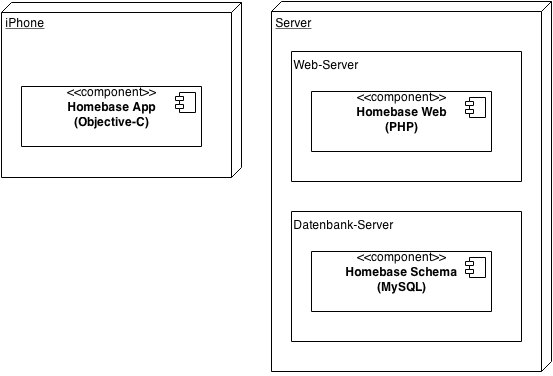 iPhone
<<component>>
Homebase App
(Objective-C)
Server
Web-Server
<<component>>
Homebase Web
(PHP)
Datenbank-Server
<<component>>
Homebase Schema
(MySQL)